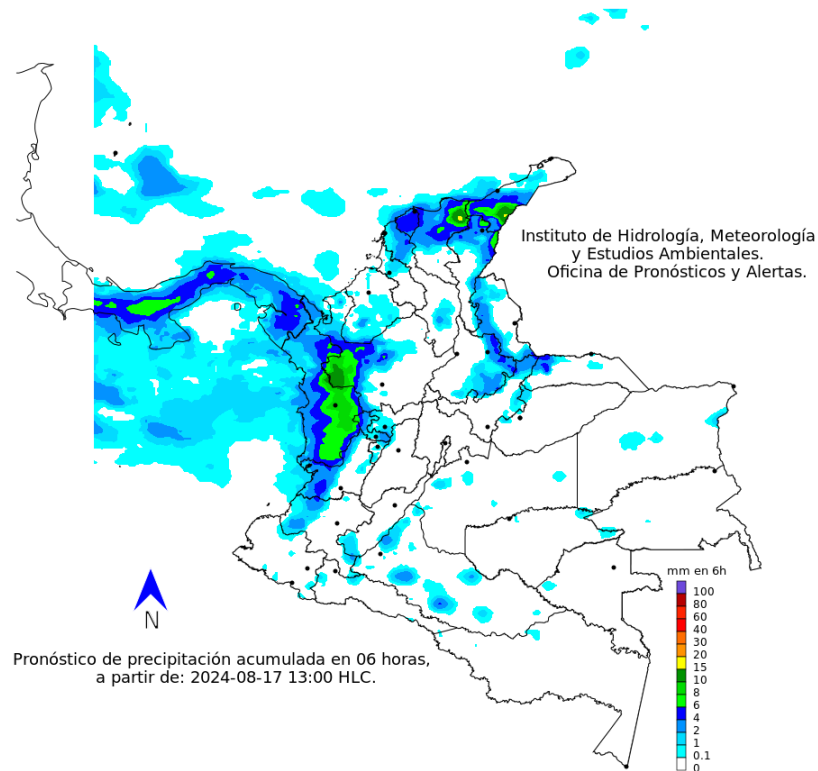 Instituto de Hidrología, Meteorología
y Estudios Ambientales.
Oficina de Pronósticos y Alertas.
N
mm en 6h
100
80
60
40
30
20
15
10
8
6
4
2
1
0.1
0
Pronóstico de precipitación acumulada en 06 horas,
a partir de: 2024-08-17 13:00 HLC.